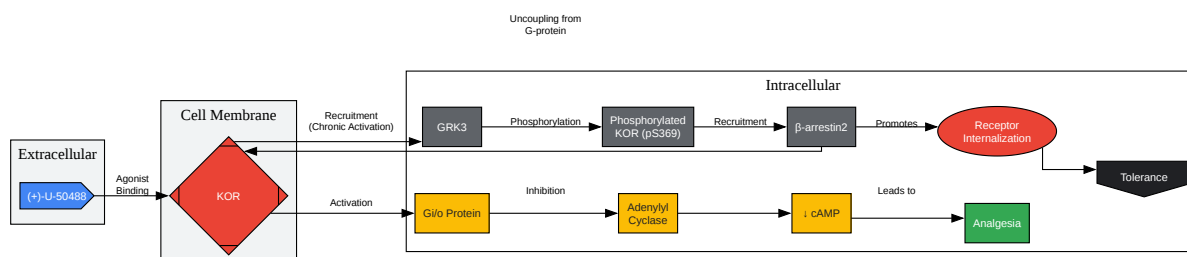 Uncoupling from
G-protein
Intracellular
Cell Membrane
Recruitment
(Chronic Activation)
GRK3
Phosphorylation
Phosphorylated
KOR (pS369)
Recruitment
β-arrestin2
Promotes
Receptor
Internalization
Extracellular
Tolerance
(+)-U-50488
Agonist
Binding
KOR
Activation
Gi/o Protein
Inhibition
Adenylyl
Cyclase
↓ cAMP
Leads to
Analgesia